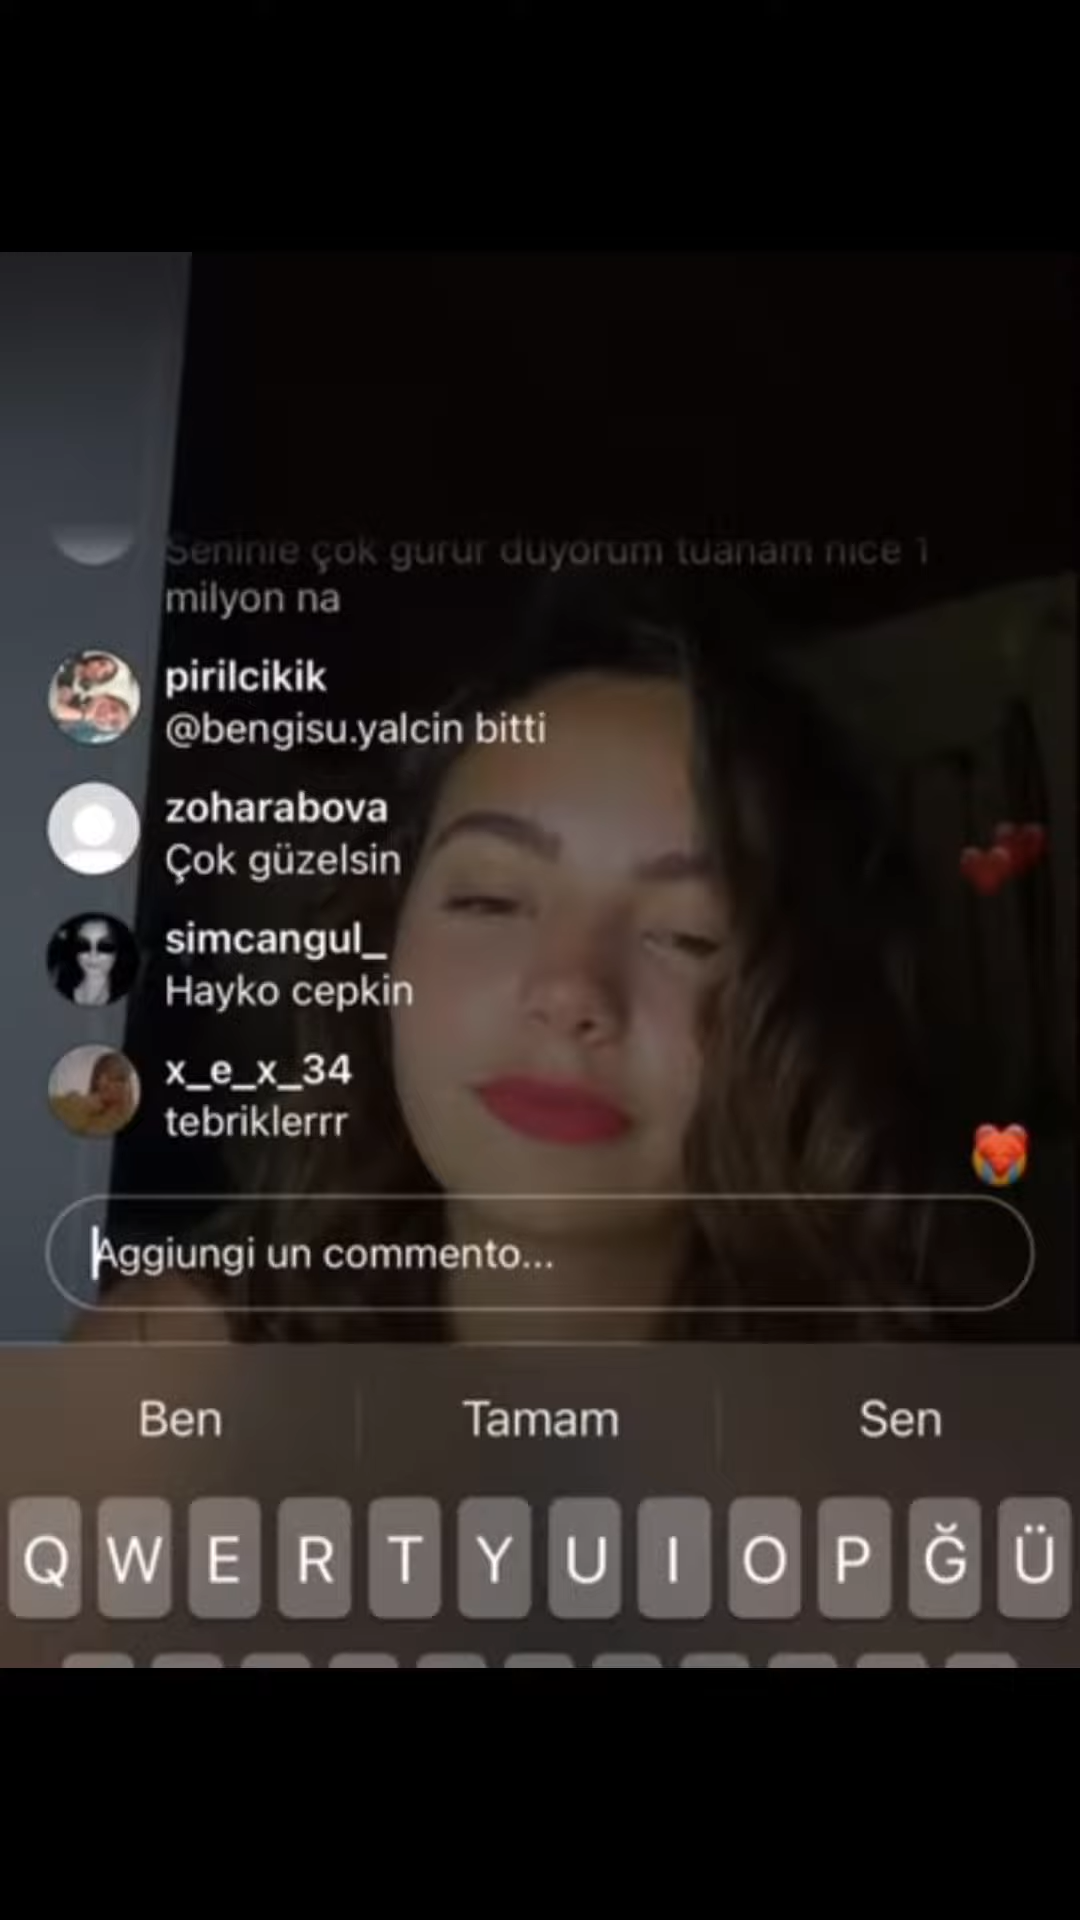 Seninle çok gurur duyorum tuanam nice 1
milyon na
pirilcikik
@bengisu.yalcin bitti
zoharabova
Çok güzelsin
simcangul_
Hayko cepkin
x_e_x_34
tebriklerrr
Aggiungi un commento...
Ben Tamam Sen
Q W E R T Y U I O P Ğ Ü